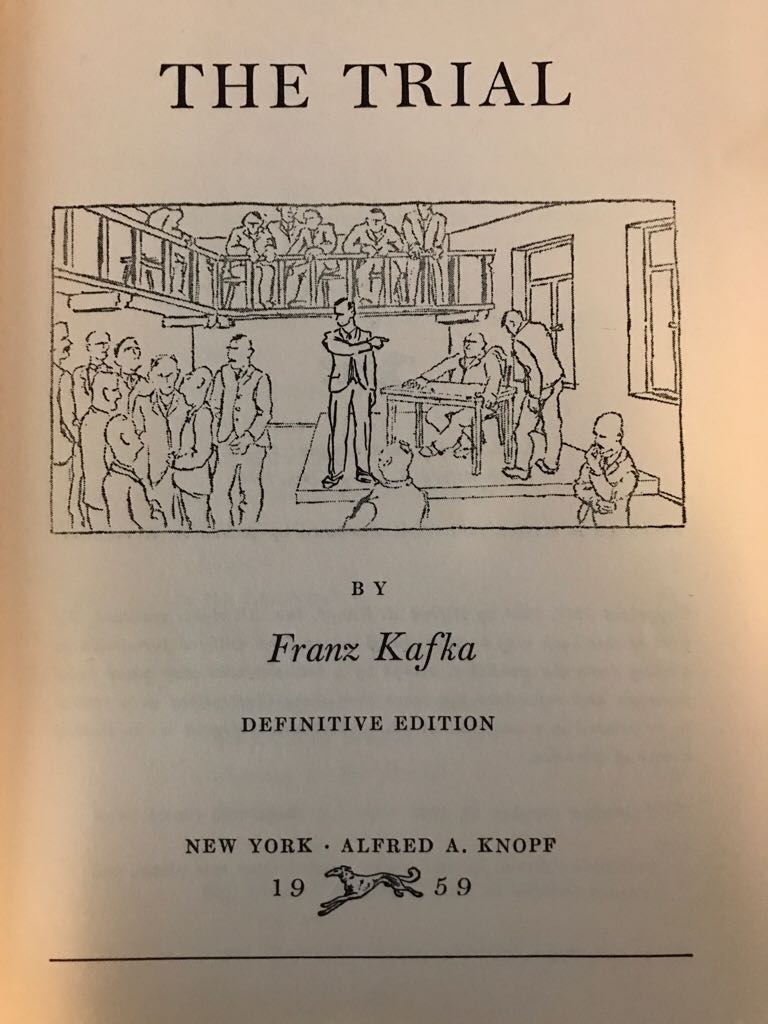 THE TRIAL
BY
Franz Kafka
DEFINITIVE EDITION
NEW YORK · ALFRED A. KNOPF
19 59